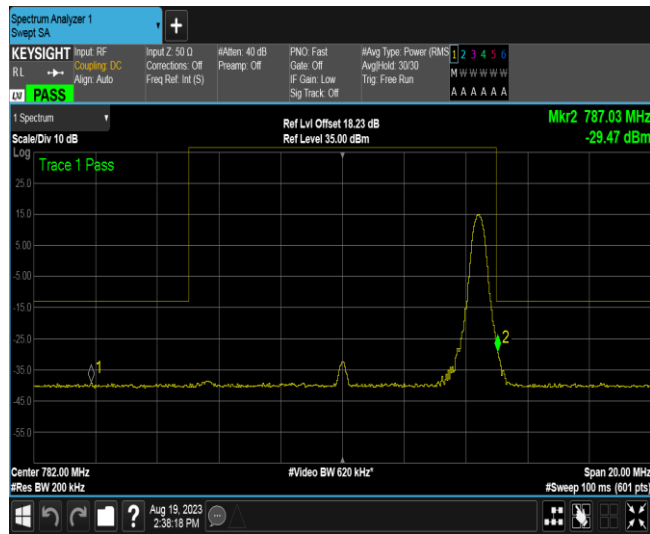 Spectrum Analyzer 1
Swept SA
+
KEYSIGHT
RL
LXI PASS
Input: RF
Coupling: DC
Align: Auto
Input Z: 50 Ω
Corrections: Off
Freq Ref: Int (S)
#Atten: 40 dB
Preamp: Off
PNO: Fast
Gate: Off
IF Gain: Low
Sig Track: Off
#Avg Type: Power (RMS
Avg|Hold: 30/30
Trig: Free Run
1 2 3 4 5 6
M W W W W W
A A A A A A
1 Spectrum
Scale/Div 10 dB
Ref Lvl Offset 18.23 dB
Ref Level 35.00 dBm
Mkr2 787.03 MHz
-29.47 dBm
Log
Trace 1 Pass
25.0
15.0
5.00
-5.00
-15.0
-25.0
-35.0
-45.0
-55.0
1
2
Center 782.00 MHz
#Video BW 620 kHz*
Span 20.00 MHz
#Res BW 200 kHz
#Sweep 100 ms (601 pts)
?
Aug 19, 2023
2:38:18 PM